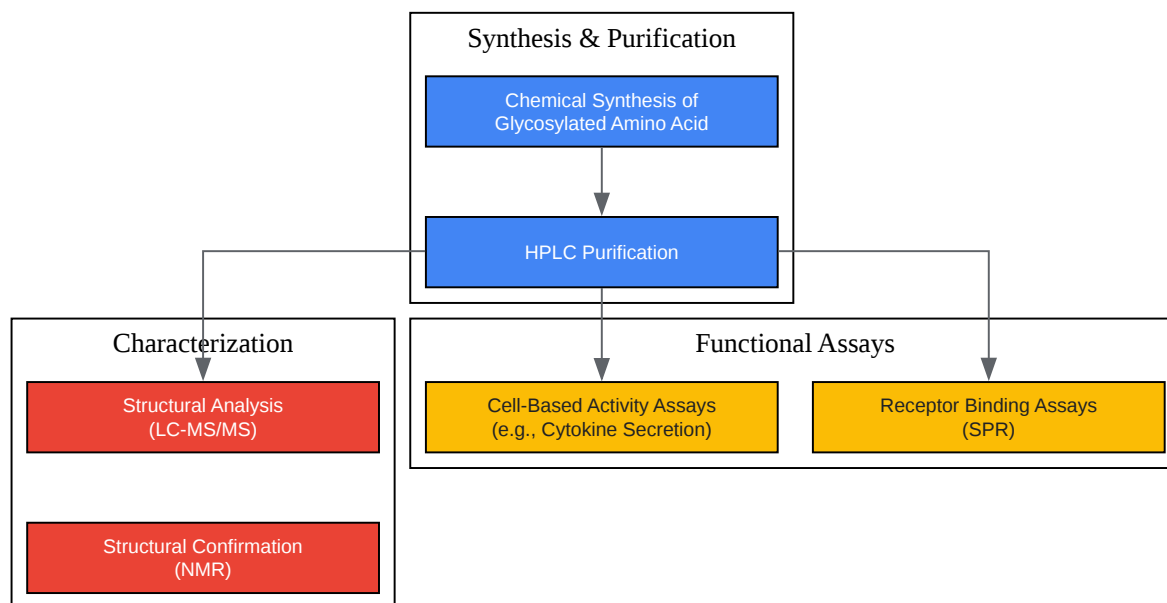 Synthesis & Purification
Chemical Synthesis of
Glycosylated Amino Acid
HPLC Purification
Characterization
Structural Analysis
(LC-MS/MS)
Structural Confirmation
(NMR)
Functional Assays
Cell-Based Activity Assays
(e.g., Cytokine Secretion)
Receptor Binding Assays
(SPR)